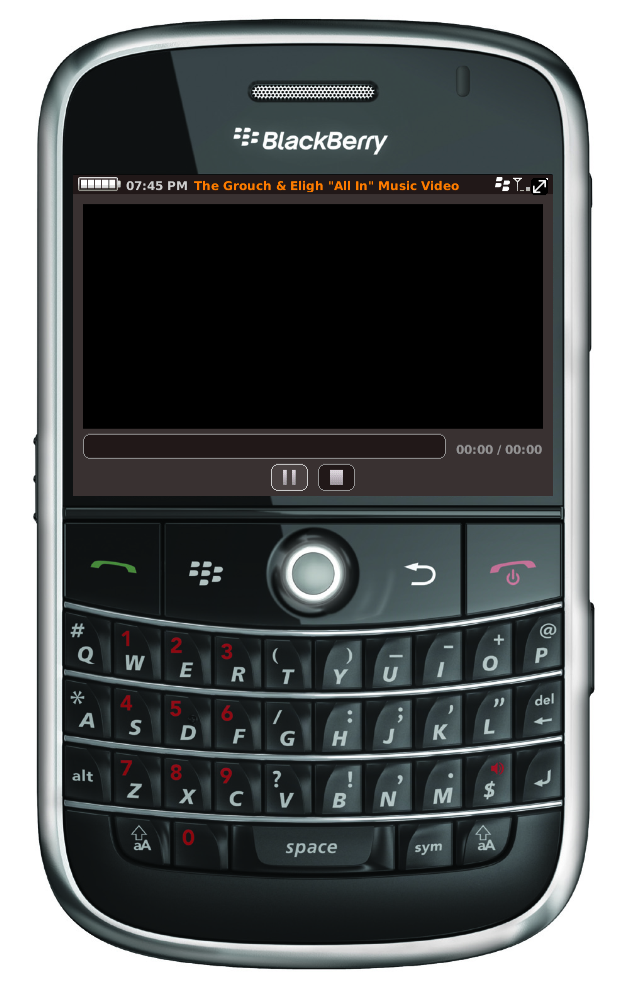 BlackBerry
07:45 PM The Grouch & Eligh "All In" Music Video
00:00 / 00:00
# Q 1 W 2 E 3 R ( T ) Y _ U - I + O @ P
* A 4 S 5 D 6 F / G : H ; J ' K " L del
alt 7 Z 8 X 9 C ? V ! B , N . M $
aA 0 space sym aA